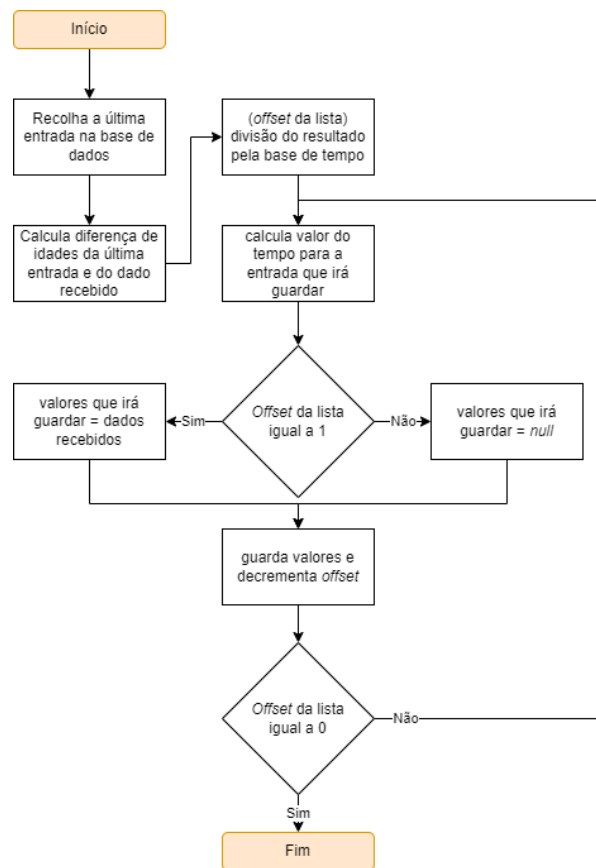 Início
Recolha a última
entrada na base de
dados
(offset da lista)
divisão do resultado
pela base de tempo
Calcula diferença de
idades da última
entrada e do dado
recebido
calcula valor do
tempo para a
entrada que irá
guardar
Offset da lista
igual a 1
Sim
Não
valores que irá
guardar = dados
recebidos
valores que irá
guardar = null
guarda valores e
decrementa offset
Offset da lista
igual a 0
Não
Sim
Fim